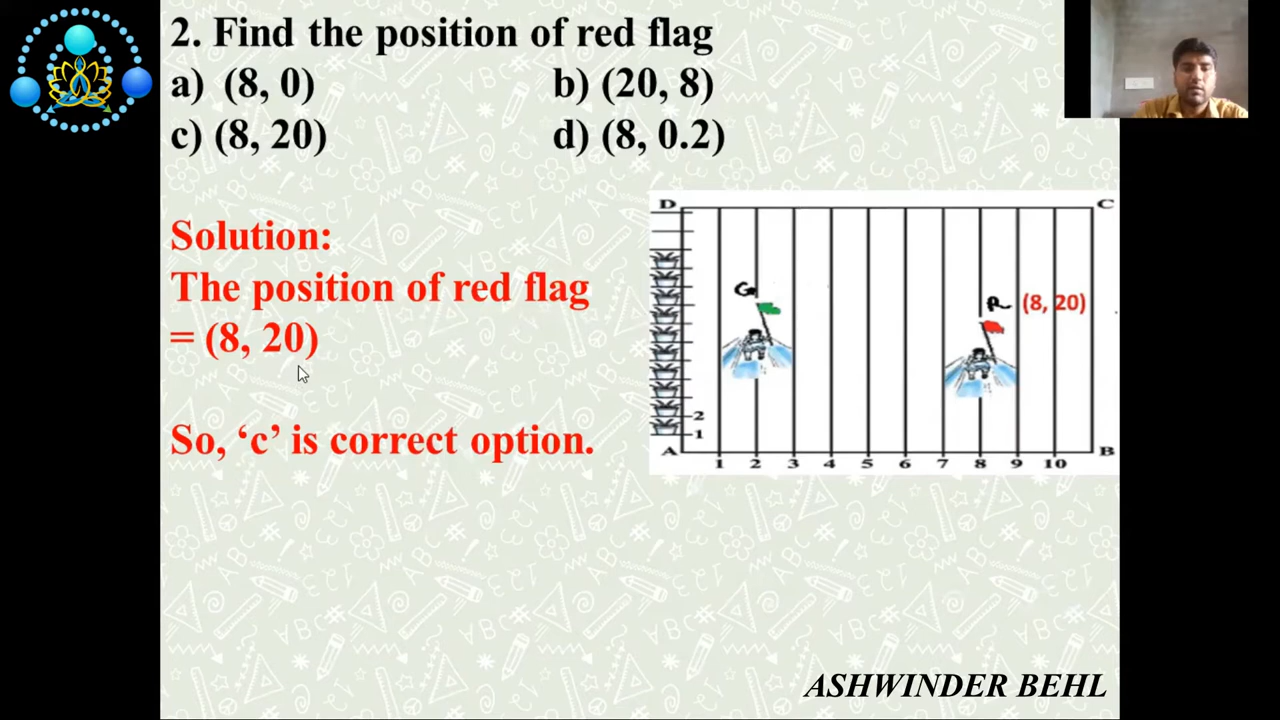 2. Find the position of red flag
a) (8, 0) b) (20, 8)
c) (8, 20) d) (8, 0.2)
Solution:
The position of red flag
= (8, 20)
So, ‘c’ is correct option.
D C
G
R (8, 20)
2
1
A B
1 2 3 4 5 6 7 8 9 10
ASHWINDER BEHL